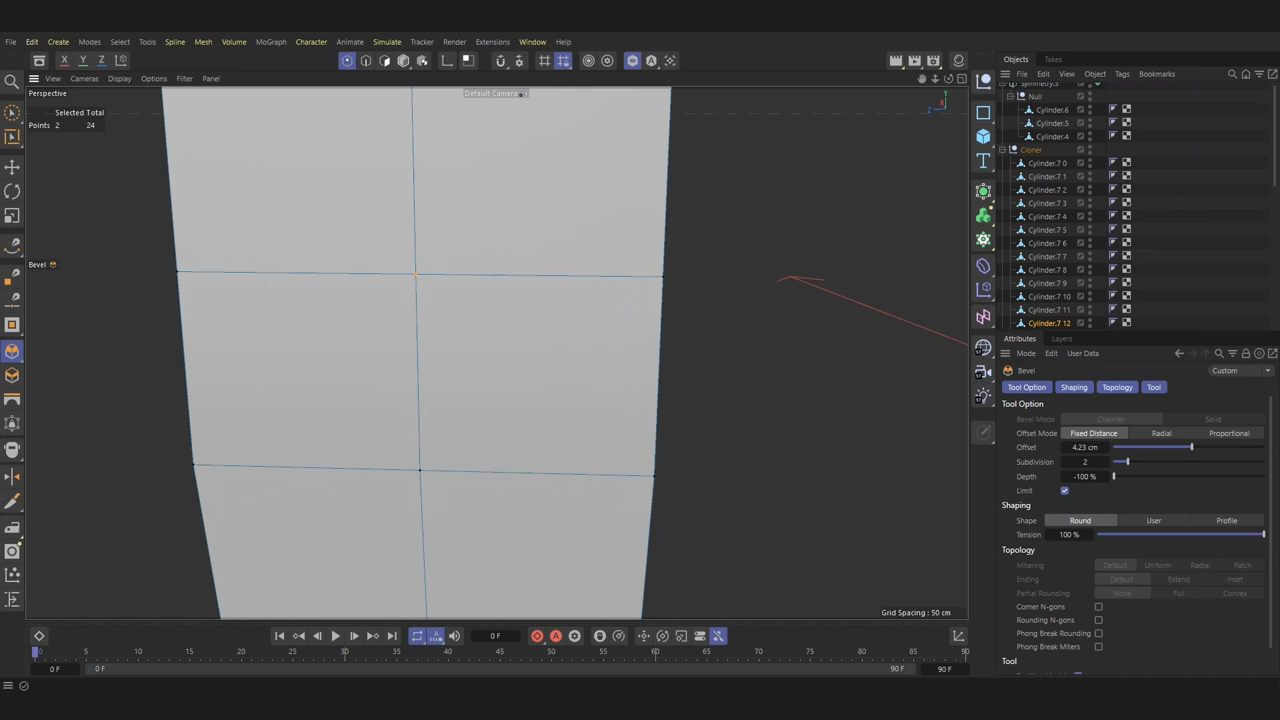 File Edit Create Modes Select Tools Spline Mesh Volume MoGraph Character Animate Simulate Tracker Render Extensions Window Help
X Y Z
Objects Takes
View Cameras Display Options Filter Panel
File Edit View Object Tags Bookmarks
Perspective
Default Camera
Y
X
Z
Null
Selected Total
Points 2 24
Cylinder.6
Cylinder.5
Cylinder.4
Cloner
Cylinder.7 0
Cylinder.7 1
Cylinder.7 2
Cylinder.7 3
Cylinder.7 4
Cylinder.7 5
Cylinder.7 6
Cylinder.7 7
Cylinder.7 8
Cylinder.7 9
Cylinder.7 10
Cylinder.7 11
Cylinder.7 12
Bevel
Attributes Layers
Mode Edit User Data
Bevel Custom
Tool Option Shaping Topology Tool
Tool Option
Bevel Mode Chamfer Solid
Offset Mode Fixed Distance Radial Proportional
Offset 4.23 cm
Subdivision 2
Depth -100 %
Limit
Shaping
Shape Round User Profile
Tension 100 %
Topology
Mitering Default Uniform Radial Patch
Ending Default Extend Inset
Partial Rounding None Full Convex
Corner N-gons
Rounding N-gons
Phong Break Rounding
Phong Break Miters
Tool
Grid Spacing : 50 cm
0 F
0 5 10 15 20 25 30 35 40 45 50 55 60 65 70 75 80 85 90
0 F 0 F 90 F 90 F